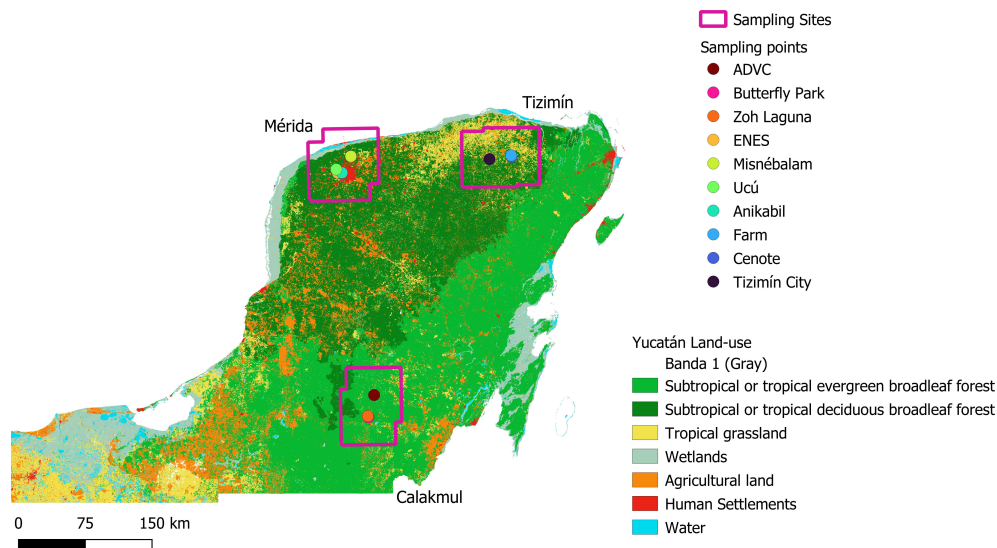 Sampling Sites
Sampling points
ADVC
Butterfly Park
Zoh Laguna
ENES
Misnébalam
Ucú
Anikabil
Farm
Cenote
Tizimín City
Tizimín
Mérida
Calakmul
Yucatán Land-use
Banda 1 (Gray)
Subtropical or tropical evergreen broadleaf forest
Subtropical or tropical deciduous broadleaf forest
Tropical grassland
Wetlands
Agricultural land
Human Settlements
Water
0 75 150 km